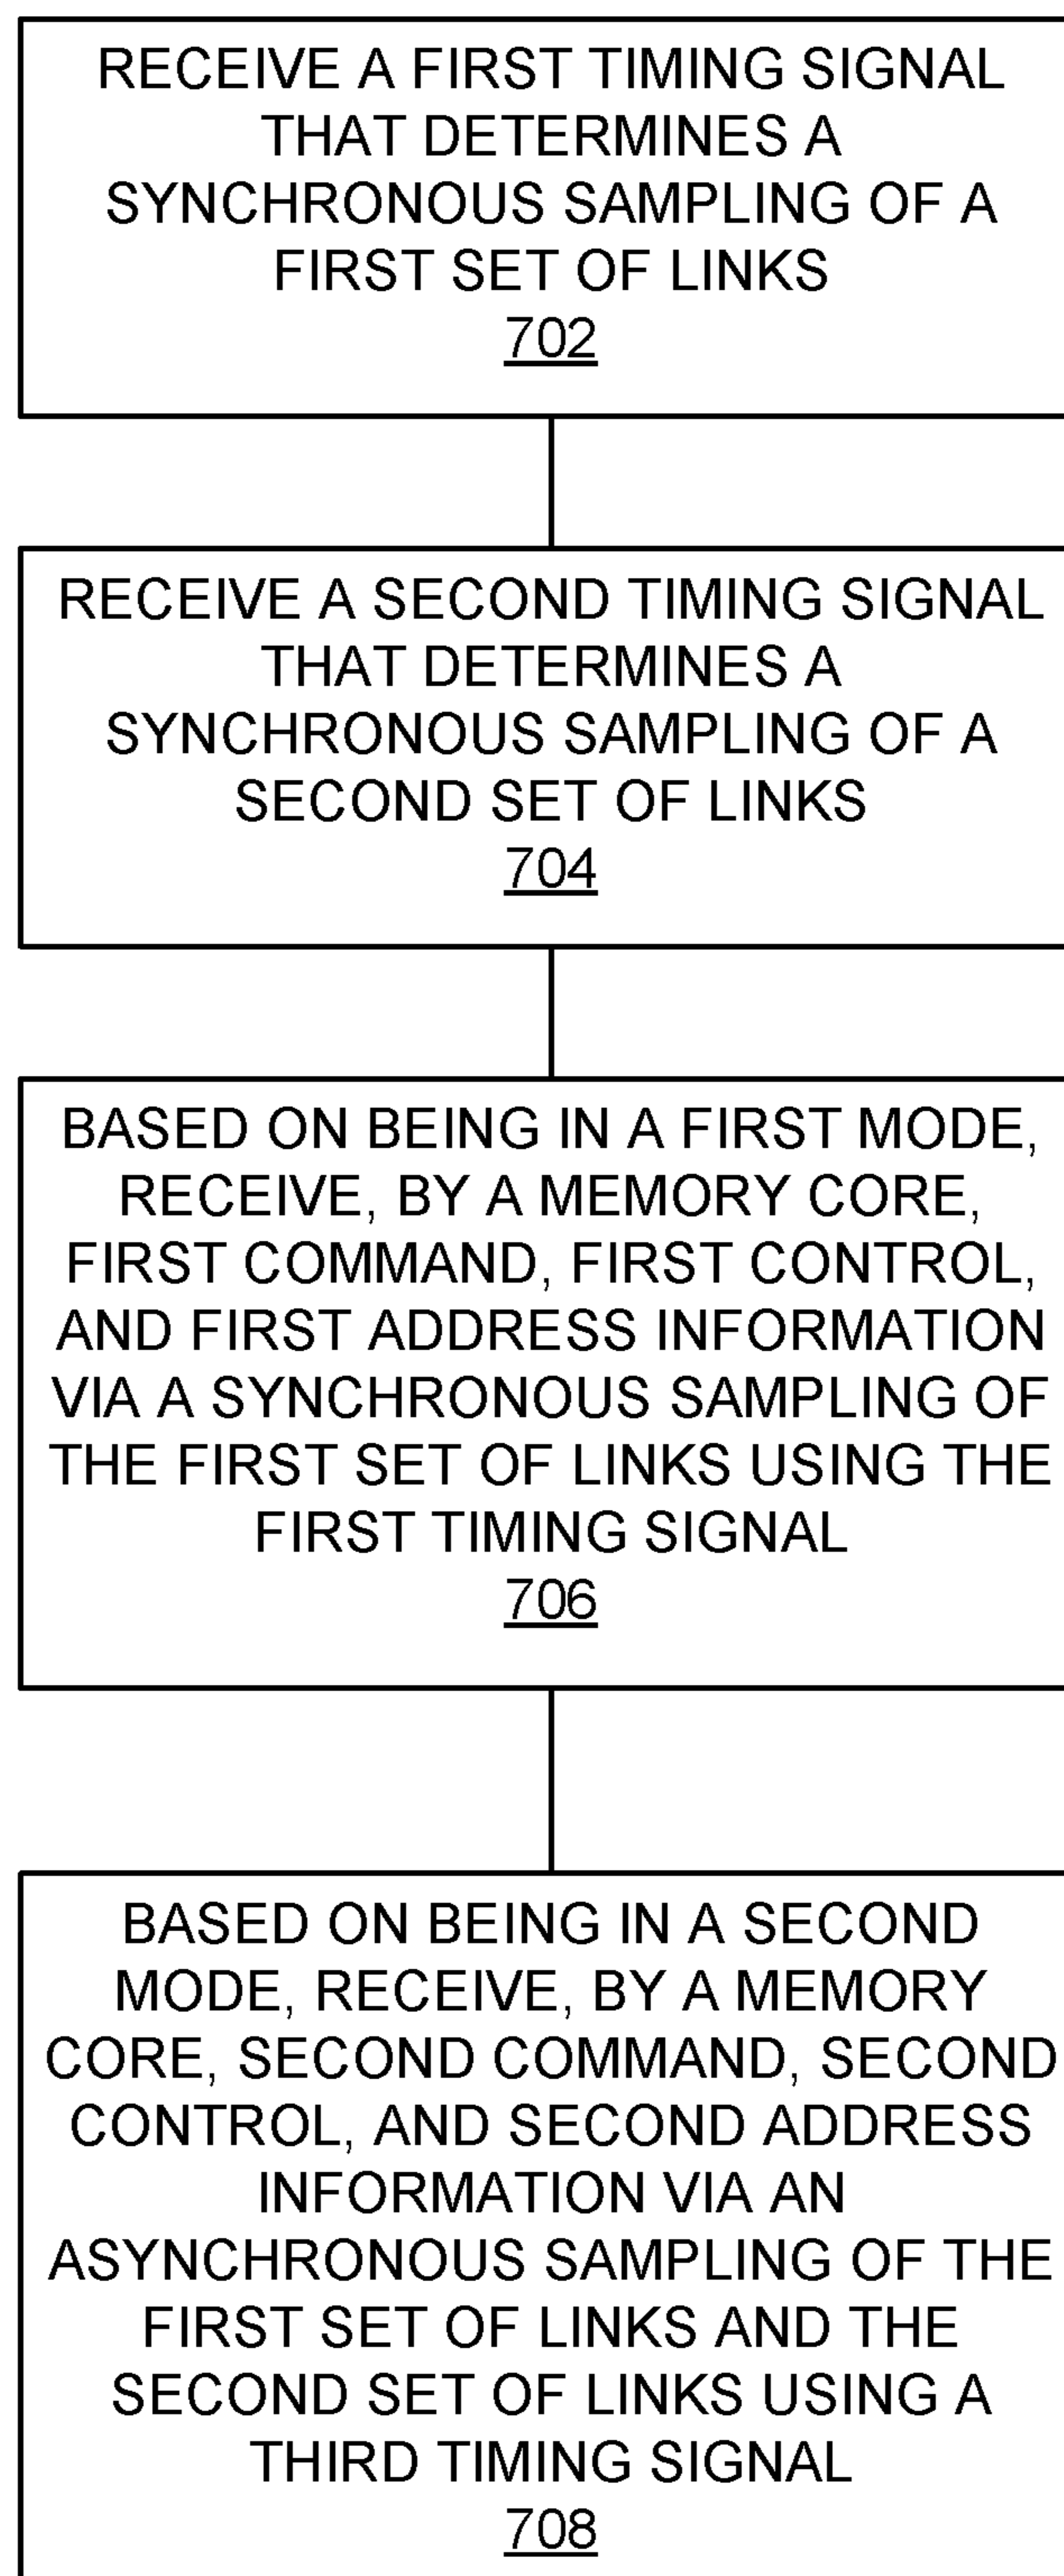 RECEIVE A FIRST TIMING SIGNAL
THAT DETERMINES A
SYNCHRONOUS SAMPLING OF A
FIRST SET OF LINKS
702
RECEIVE A SECOND TIMING SIGNAL
THAT DETERMINES A
SYNCHRONOUS SAMPLING OF A
SECOND SET OF LINKS
704
BASED ON BEING IN A FIRST MODE,
RECEIVE, BY A MEMORY CORE,
FIRST COMMAND, FIRST CONTROL,
AND FIRST ADDRESS INFORMATION
VIA A SYNCHRONOUS SAMPLING OF
THE FIRST SET OF LINKS USING THE
FIRST TIMING SIGNAL
706
BASED ON BEING IN A SECOND
MODE, RECEIVE, BY A MEMORY
CORE, SECOND COMMAND, SECOND
CONTROL, AND SECOND ADDRESS
INFORMATION VIA AN
ASYNCHRONOUS SAMPLING OF THE
FIRST SET OF LINKS AND THE
SECOND SET OF LINKS USING A
THIRD TIMING SIGNAL
708